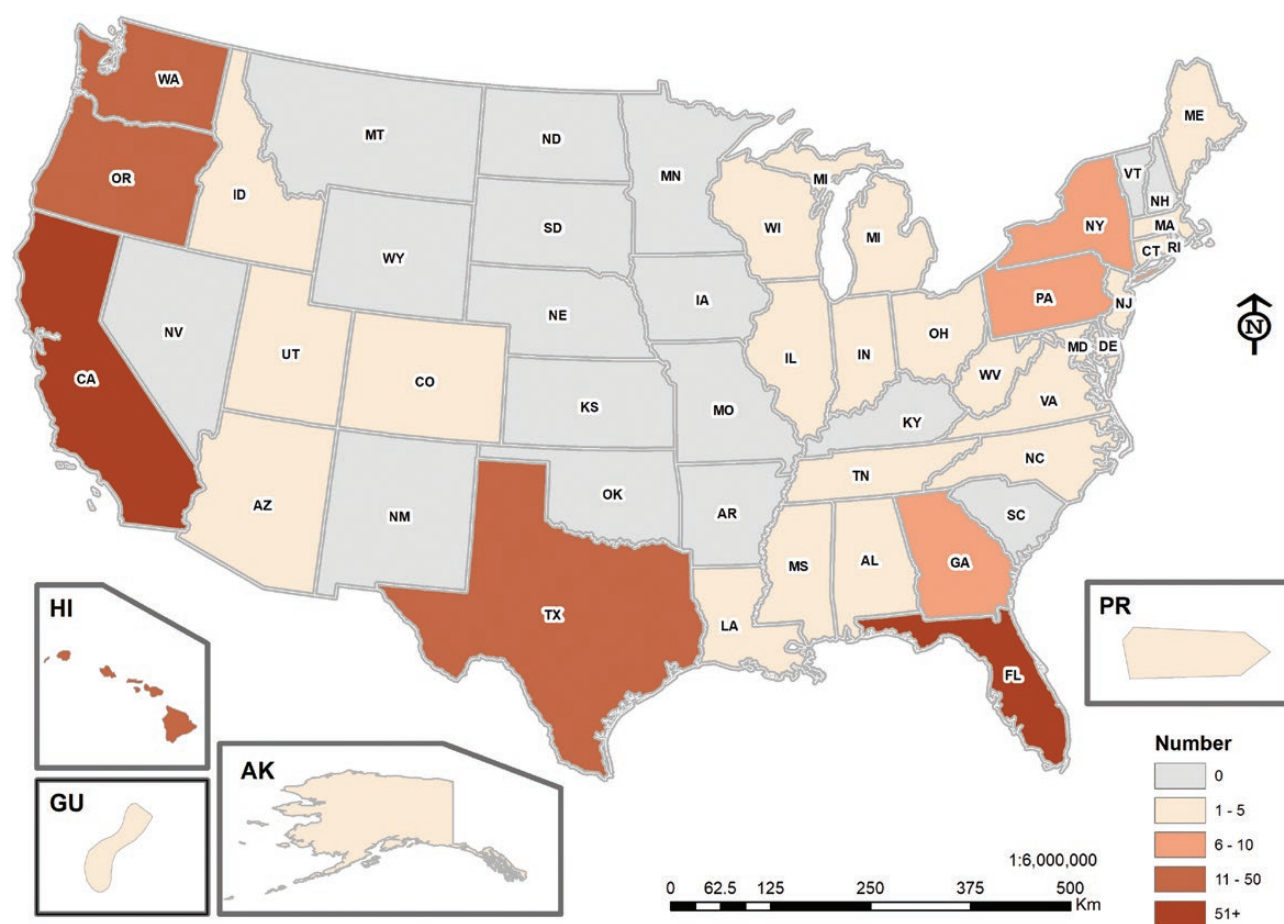 WA
MT
ND
MN
ME
VT
NH
OR
ID
SD
WI
MI
MI
NY
MA
CT
RI
WY
IA
PA
NJ
NE
NV
UT
CO
IL
IN
OH
MD
DE
CA
KS
MO
WV
VA
KY
AZ
NM
OK
AR
TN
NC
SC
MS
AL
GA
TX
LA
FL
HI
GU
AK
PR
N
1:6,000,000
0 62.5 125 250 375 500
Km
Number
0
1 - 5
6 - 10
11 - 50
51+